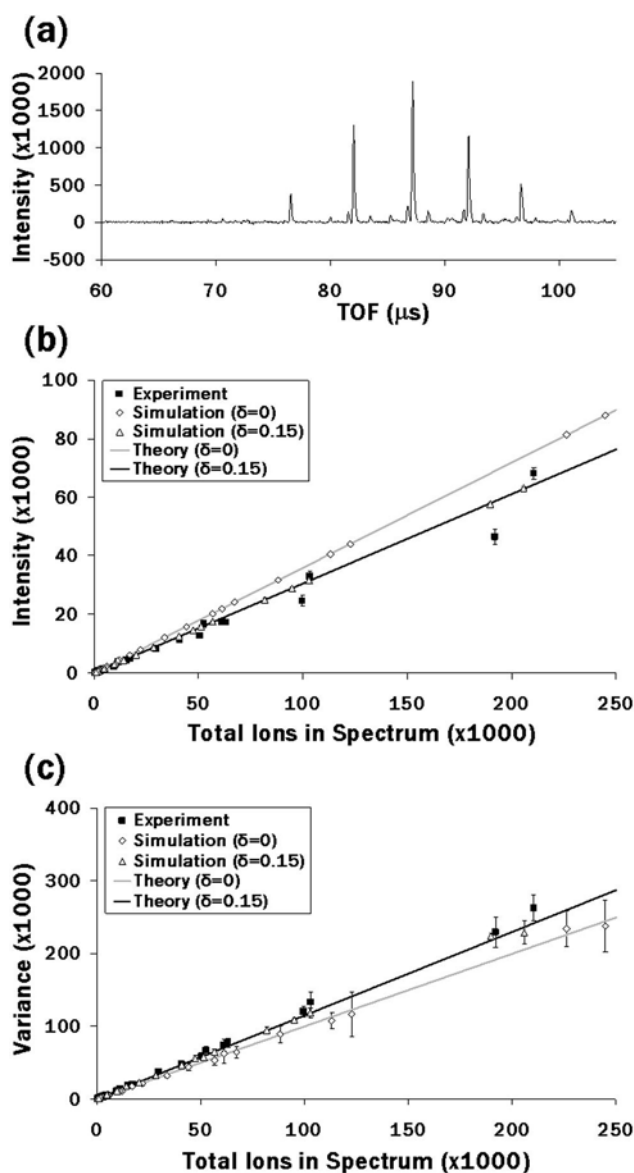 (a)
Intensity (x1000)
2000
1500
1000
500
0
-500
60
70
80
90
100
TOF (μs)
(b)
Intensity (x1000)
100
80
60
40
20
0
Experiment
Simulation (δ=0)
Simulation (δ=0.15)
Theory (δ=0)
Theory (δ=0.15)
0
50
100
150
200
250
Total Ions in Spectrum (x1000)
(c)
Variance (x1000)
400
300
200
100
0
Experiment
Simulation (δ=0)
Simulation (δ=0.15)
Theory (δ=0)
Theory (δ=0.15)
0
50
100
150
200
250
Total Ions in Spectrum (x1000)